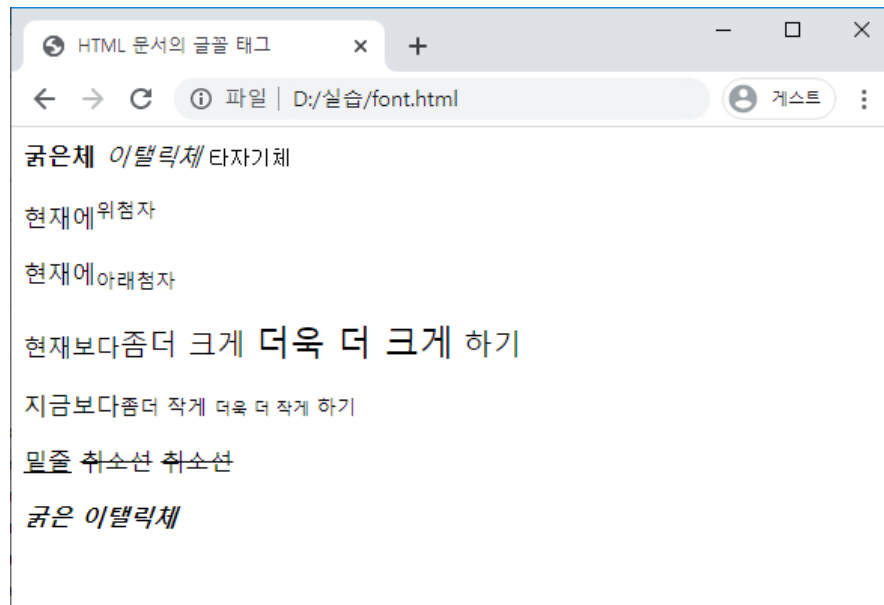 HTML 문서의 글꼴 태그
파일 | D:/실습/font.html 게스트
굵은체 이탤릭체 타자기체
현재에위첨자
현재에아래첨자
현재보다좀더 크게 더욱 더 크게 하기
지금보다좀더 작게 더욱 더 작게 하기
밑줄 취소선 취소선
굵은 이탤릭체